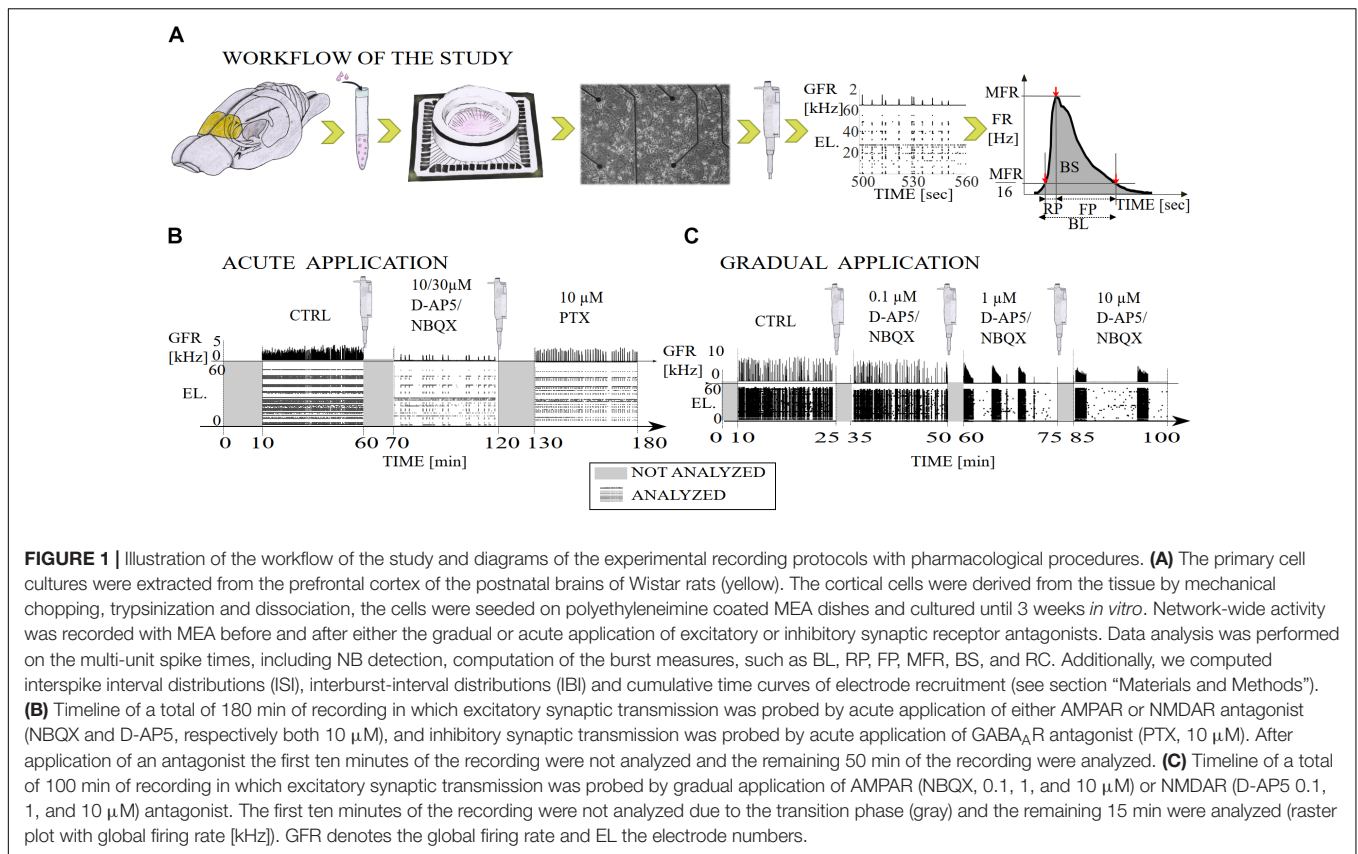 A
WORKFLOW OF THE STUDY
GFR 2
[kHz]
60
40
EL.
20
500 530 560
TIME [sec]
MFR
FR
[Hz]
BS
MFR
16
TIME [sec]
RP FP
BL
B
ACUTE APPLICATION
CTRL
10/30µM
D-AP5/
NBQX
10 µM
PTX
GFR 5
[kHz] 0
60
EL.
0
0 10 60 70 120 130 180
TIME [min]
C
GRADUAL APPLICATION
CTRL
0.1 µM
D-AP5/
NBQX
1 µM
D-AP5/
NBQX
10 µM
D-AP5/
NBQX
GFR 10
[kHz] 0
60
EL.
0
0 10 25 35 50 60 75 85 100
TIME [min]
NOT ANALYZED
ANALYZED
FIGURE 1 | Illustration of the workflow of the study and diagrams of the experimental recording protocols with pharmacological procedures. (A) The primary cell
cultures were extracted from the prefrontal cortex of the postnatal brains of Wistar rats (yellow). The cortical cells were derived from the tissue by mechanical
chopping, trypsinization and dissociation, the cells were seeded on polyethyleneimine coated MEA dishes and cultured until 3 weeks in vitro. Network-wide activity
was recorded with MEA before and after either the gradual or acute application of excitatory or inhibitory synaptic receptor antagonists. Data analysis was performed
on the multi-unit spike times, including NB detection, computation of the burst measures, such as BL, RP, FP, MFR, BS, and RC. Additionally, we computed
interspike interval distributions (ISI), interburst-interval distributions (IBI) and cumulative time curves of electrode recruitment (see section “Materials and Methods”).
(B) Timeline of a total of 180 min of recording in which excitatory synaptic transmission was probed by acute application of either AMPAR or NMDAR antagonist
(NBQX and D-AP5, respectively both 10 µM), and inhibitory synaptic transmission was probed by acute application of GABAAR antagonist (PTX, 10 µM). After
application of an antagonist the first ten minutes of the recording were not analyzed and the remaining 50 min of the recording were analyzed. (C) Timeline of a total
of 100 min of recording in which excitatory synaptic transmission was probed by gradual application of AMPAR (NBQX, 0.1, 1, and 10 µM) or NMDAR (D-AP5 0.1,
1, and 10 µM) antagonist. The first ten minutes of the recording were not analyzed due to the transition phase (gray) and the remaining 15 min were analyzed (raster
plot with global firing rate [kHz]). GFR denotes the global firing rate and EL the electrode numbers.